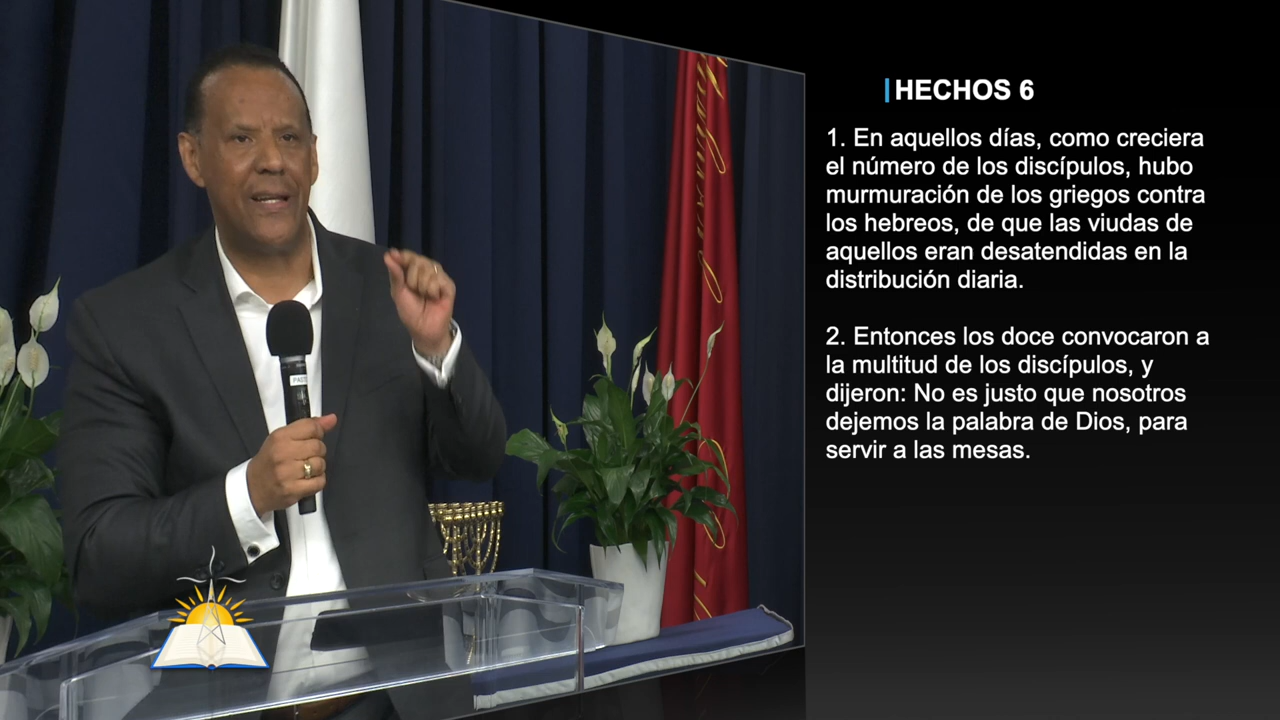 HECHOS 6
1. En aquellos días, como creciera
el número de los discípulos, hubo
murmuración de los griegos contra
los hebreos, de que las viudas de
aquellos eran desatendidas en la
distribución diaria.
2. Entonces los doce convocaron a
la multitud de los discípulos, y
dijeron: No es justo que nosotros
dejemos la palabra de Dios, para
servir a las mesas.